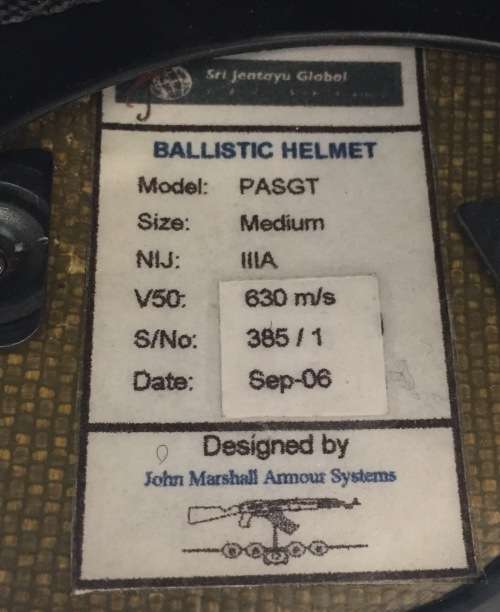 Sri Jentayu Global
BALLISTIC HELMET
Model: PASGT
Size: Medium
NIJ: IIIA
V50: 630 m/s
S/No: 385 / 1
Date: Sep-06
Designed by
John Marshall Armour Systems